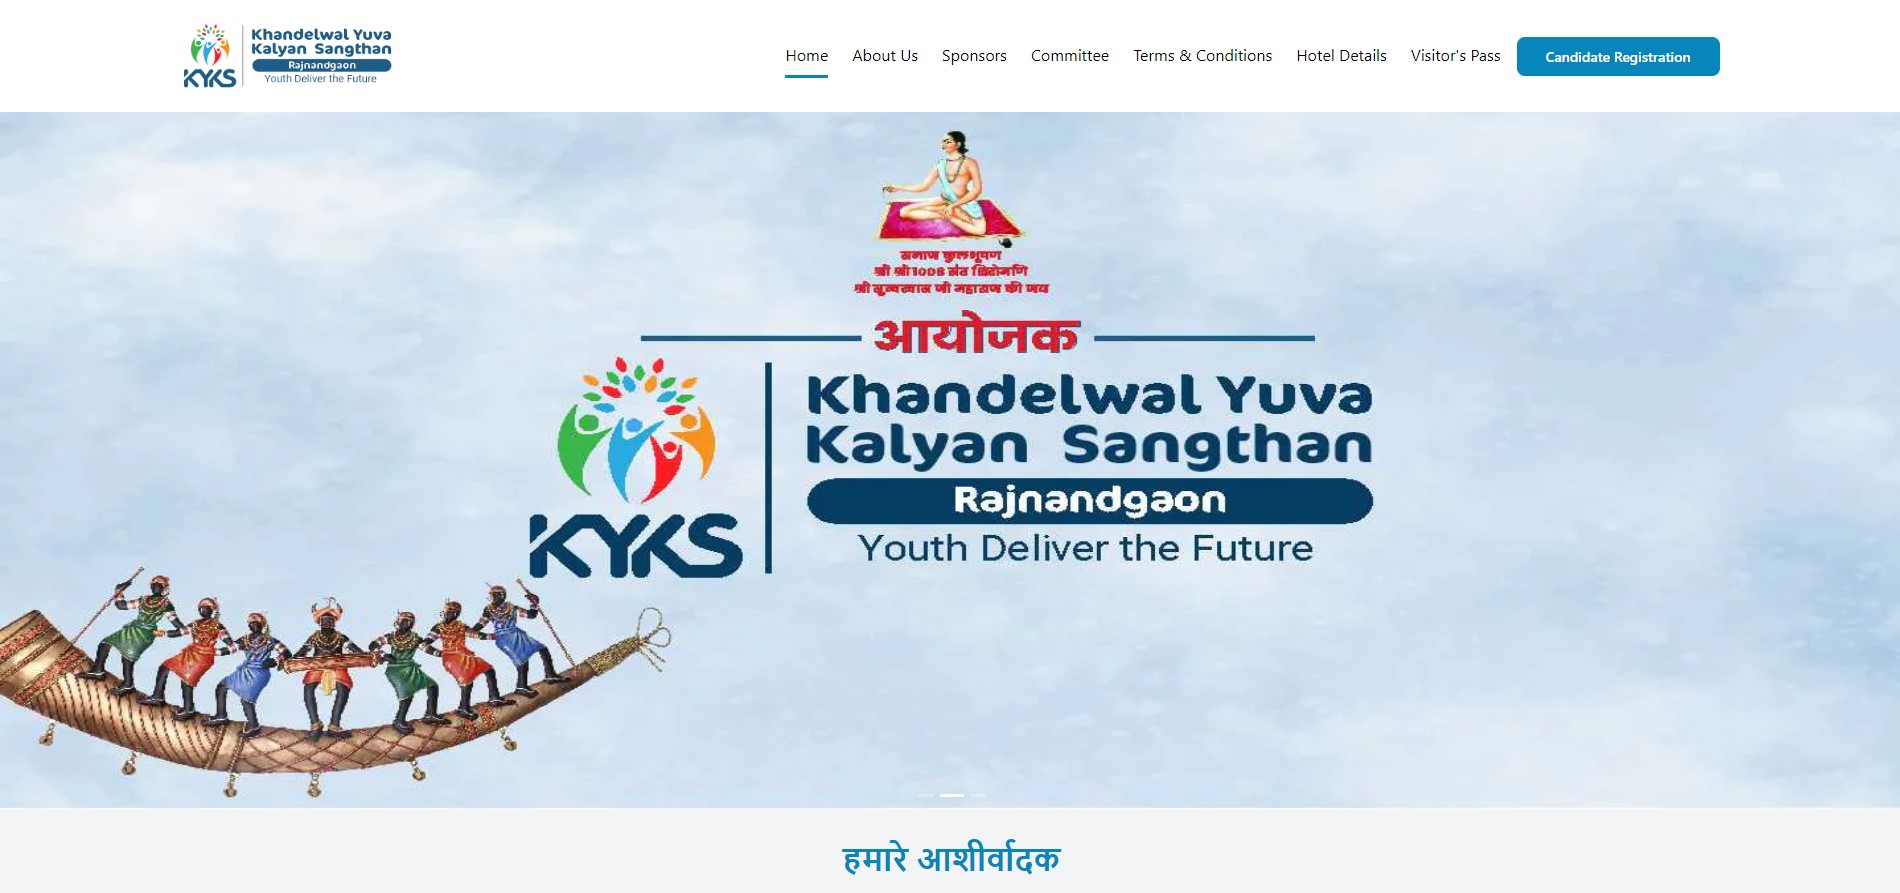 Khandelwal Yuva
Kalyan Sangthan
Rajnandgaon
KYKS
Youth Deliver the Future
Home About Us Sponsors Committee Terms & Conditions Hotel Details Visitor's Pass Candidate Registration
समाज कुलभूषण
श्री श्री 1008 संत शिरोमणि
श्री सुन्दरदास जी महाराज की जय
आयोजक
Khandelwal Yuva
Kalyan Sangthan
Rajnandgaon
KYKS
Youth Deliver the Future
हमारे आशीर्वादक